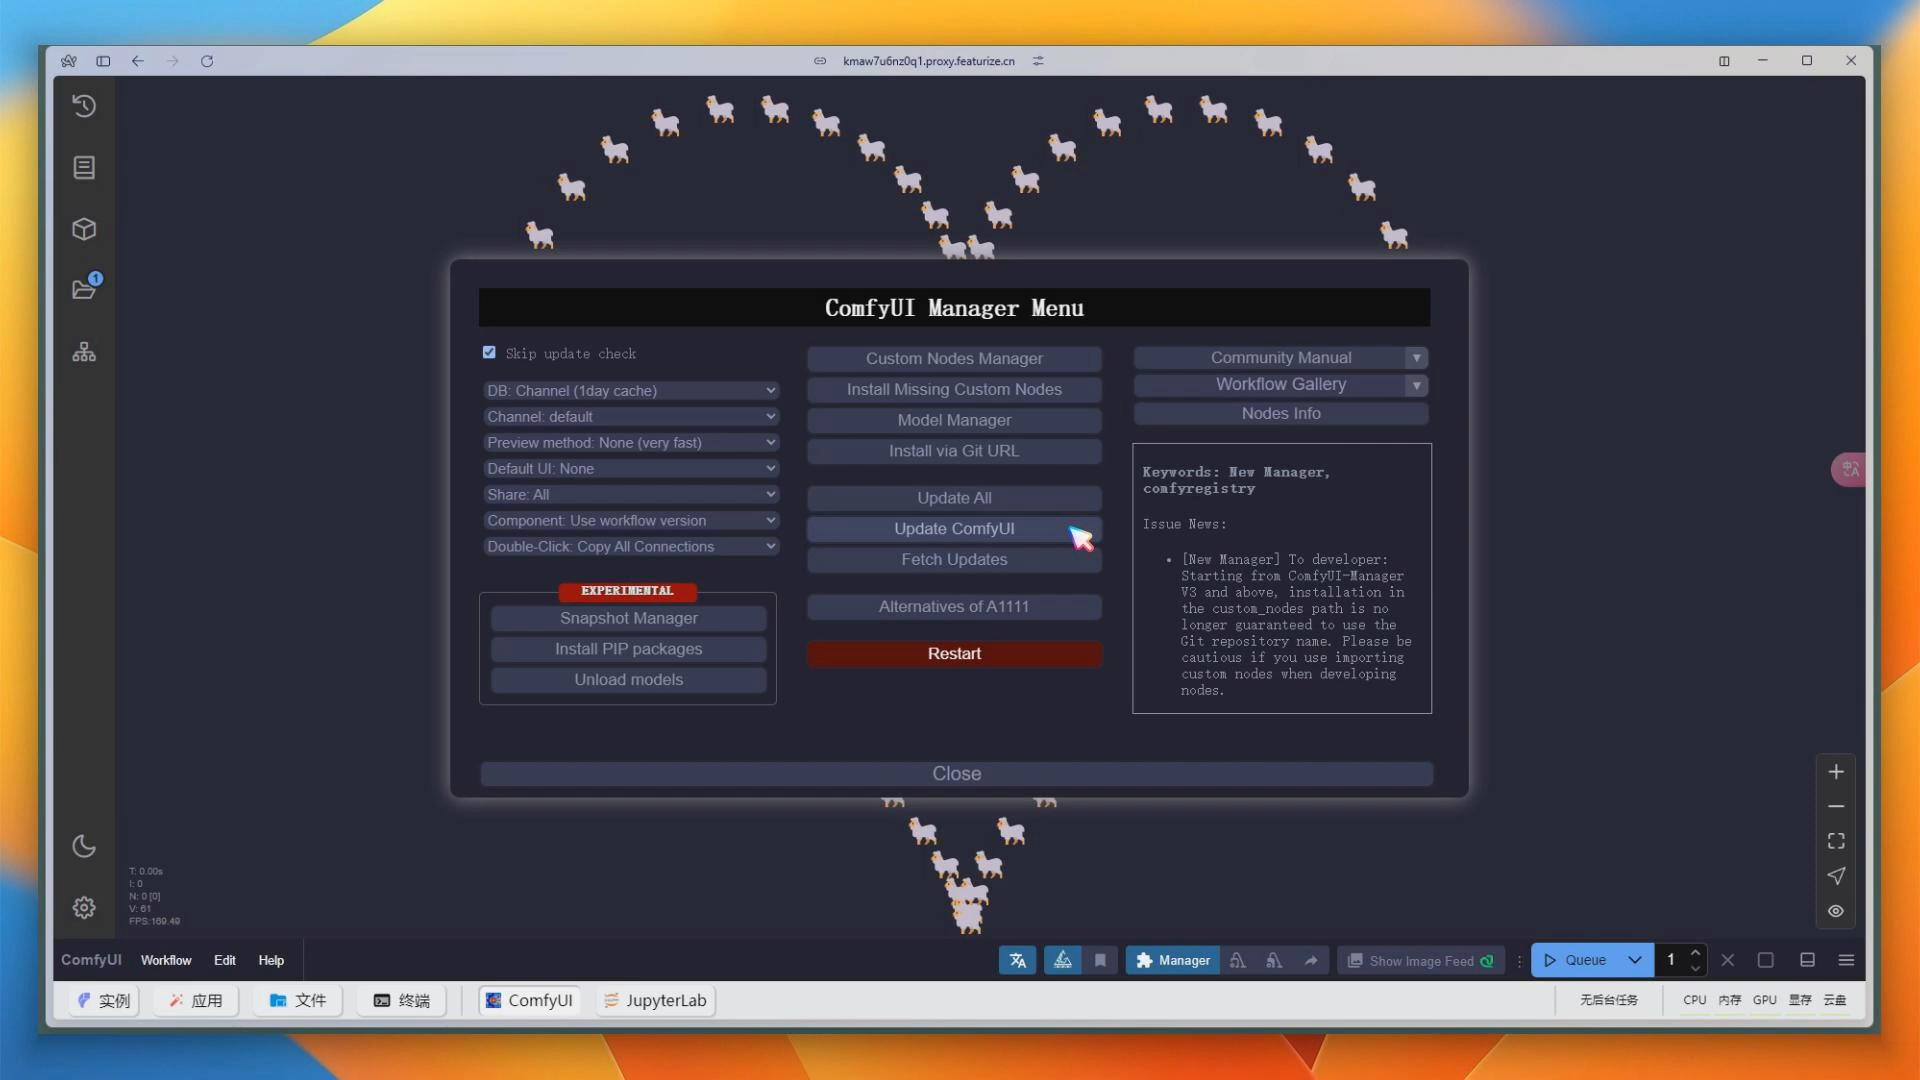 kmaw7u6nz0q1.proxy.featurize.cn
1
ComfyUI Manager Menu
Skip update check
DB: Channel (1day cache)
Channel: default
Preview method: None (very fast)
Default UI: None
Share: All
Component: Use workflow version
Double-Click: Copy All Connections
EXPERIMENTAL
Snapshot Manager
Install PIP packages
Unload models
Custom Nodes Manager
Install Missing Custom Nodes
Model Manager
Install via Git URL
Update All
Update ComfyUI
Fetch Updates
Alternatives of A1111
Restart
Community Manual
Workflow Gallery
Nodes Info
Keywords: New Manager,
comfyregistry
Issue News:
• [New Manager] To developer:
Starting from ComfyUI-Manager
V3 and above, installation in
the custom_nodes path is no
longer guaranteed to use the
Git repository name. Please be
cautious if you use importing
custom nodes when developing
nodes.
Close
T: 0.00s
I: 0
N: 0 [0]
V: 61
FPS:169.49
ComfyUI Workflow Edit Help Manager Show Image Feed Queue 1
实例 应用 文件 终端 ComfyUI JupyterLab 无后台任务 CPU 内存 GPU 显存 云盘